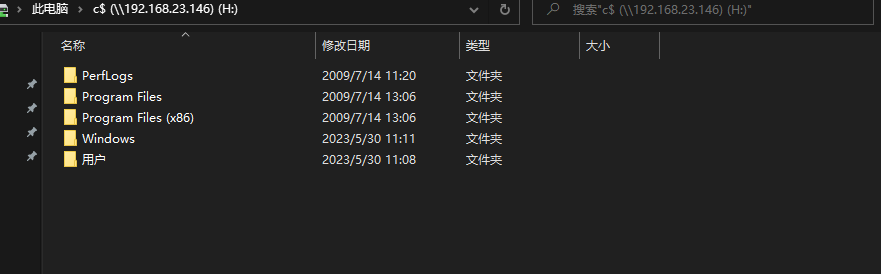 此电脑 › c$ (\\192.168.23.146) (H:) 搜索"c$ (\\192.168.23.146) (H:)"
名称 修改日期 类型 大小
PerfLogs 2009/7/14 11:20 文件夹
Program Files 2009/7/14 13:06 文件夹
Program Files (x86) 2009/7/14 13:06 文件夹
Windows 2023/5/30 11:11 文件夹
用户 2023/5/30 11:08 文件夹